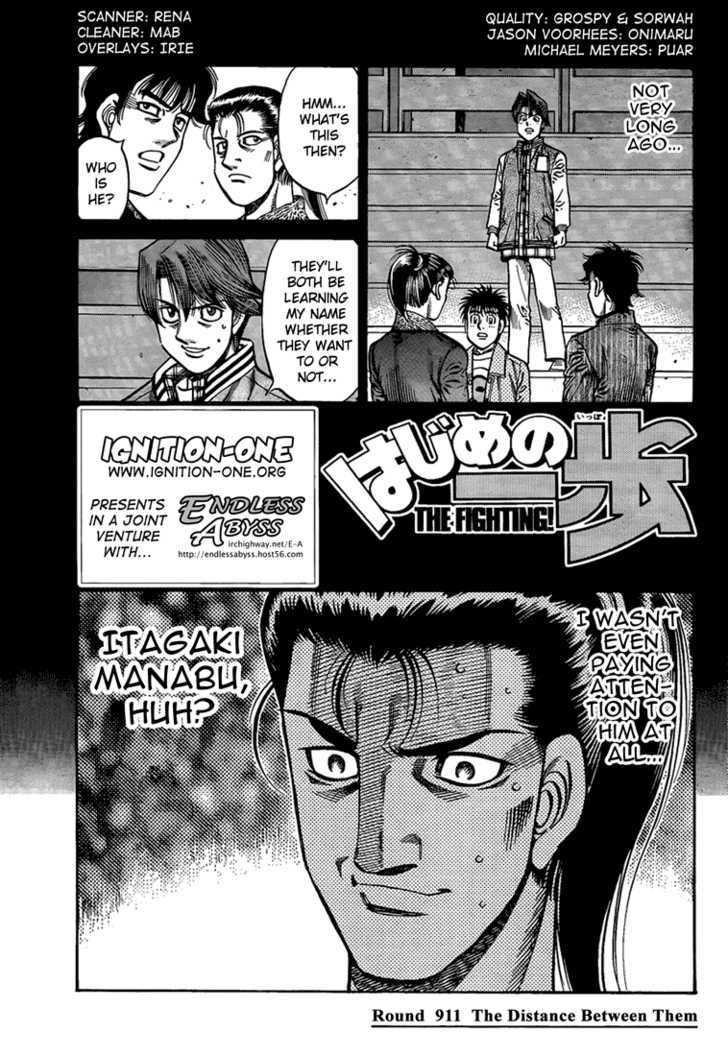 SCANNER: RENA
CLEANER: MAB
OVERLAYS: IRIE
QUALITY: GROSPY & SORWAH
JASON VOORHEES: ONIMARU
MICHAEL MEYERS: PUAR
NOT
VERY
LONG
AGO...
HMM...
WHAT'S
THIS
THEN?
WHO
IS
HE?
THEY'LL
BOTH BE
LEARNING
MY NAME
WHETHER
THEY WANT
TO OR
NOT...
IGNITION-ONE
WWW.IGNITION-ONE.ORG
PRESENTS
IN A JOINT
VENTURE
WITH...
ENDLESS
ABYSS
irchighway.net/E-A
http://endlessabyss.host56.com
いっぽ
はじめの一歩
THE FIGHTING!
I WASN'T
EVEN
PAYING
ATTEN-
TION TO
HIM AT
ALL...
ITAGAKI
MANABU,
HUH?
Round 911 The Distance Between Them